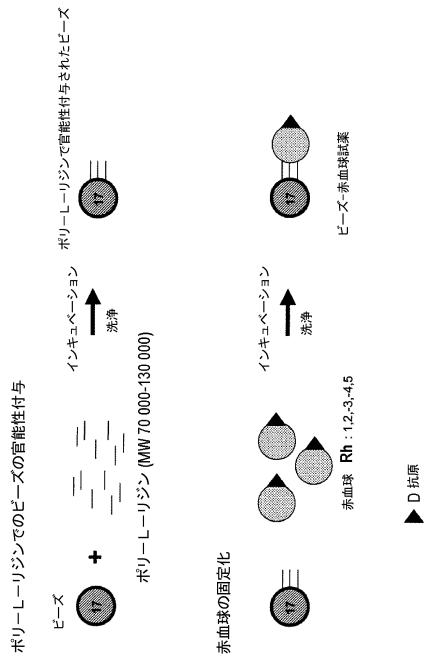 ポリーLーリジンでのビーズの官能性付与
ビーズ
17
+
ポリーLーリジン (MW 70 000-130 000)
インキュベーション
洗浄
ポリーLーリジンで官能性付与されたビーズ
17
赤血球の固定化
17
赤血球 Rh : 1,2,-3,-4,5
インキュベーション
洗浄
17
ビーズ-赤血球試薬
D 抗原